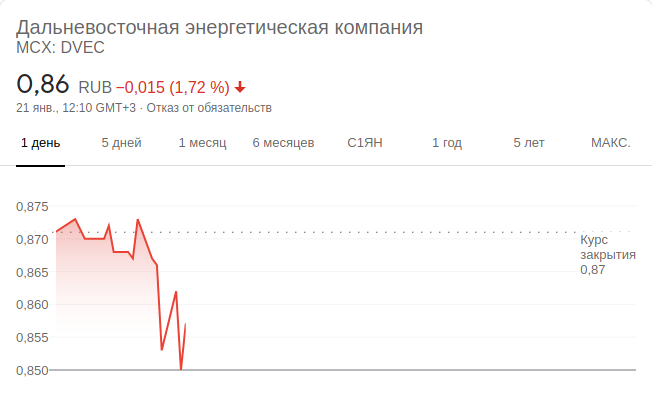 Дальневосточная энергетическая компания
MCX: DVEC
0,86 RUB −0,015 (1,72 %)
21 янв., 12:10 GMT+3 · Отказ от обязательств
1 день 5 дней 1 месяц 6 месяцев С1ЯН 1 год 5 лет МАКС.
0,875
0,870
0,865
0,860
0,855
0,850
Курс
закрытия
0,87